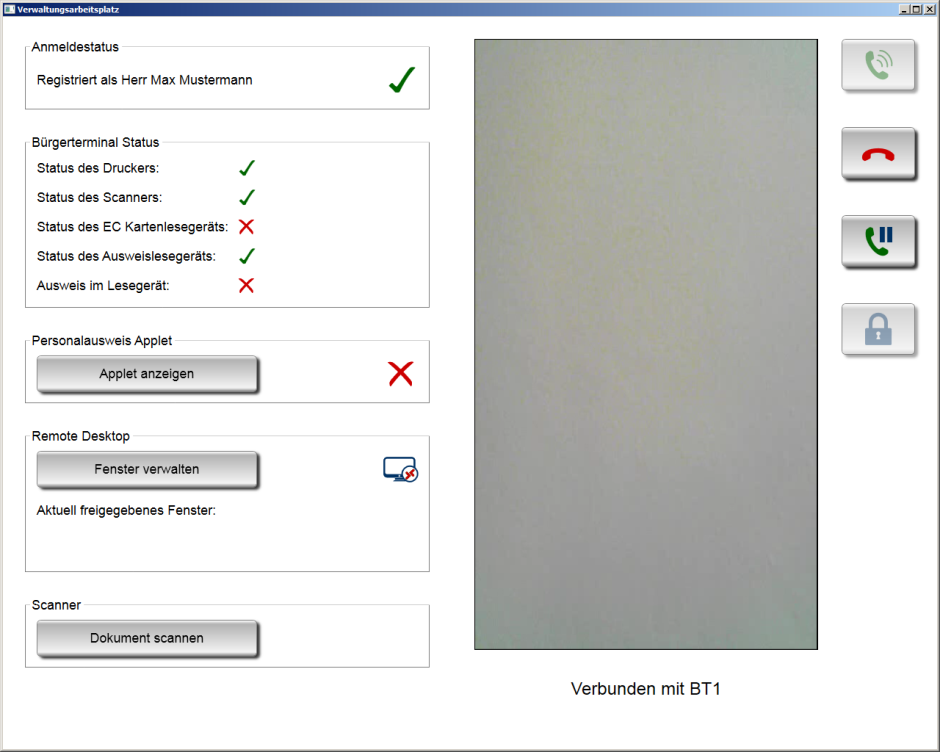 Verwaltungsarbeitsplatz
Anmeldestatus
Registriert als Herr Max Mustermann
Bürgerterminal Status
Status des Druckers:
Status des Scanners:
Status des EC Kartenlesegeräts:
Status des Ausweislesegeräts:
Ausweis im Lesegerät:
Personalausweis Applet
Applet anzeigen
Remote Desktop
Fenster verwalten
Aktuell freigegebenes Fenster:
Scanner
Dokument scannen
Verbunden mit BT1